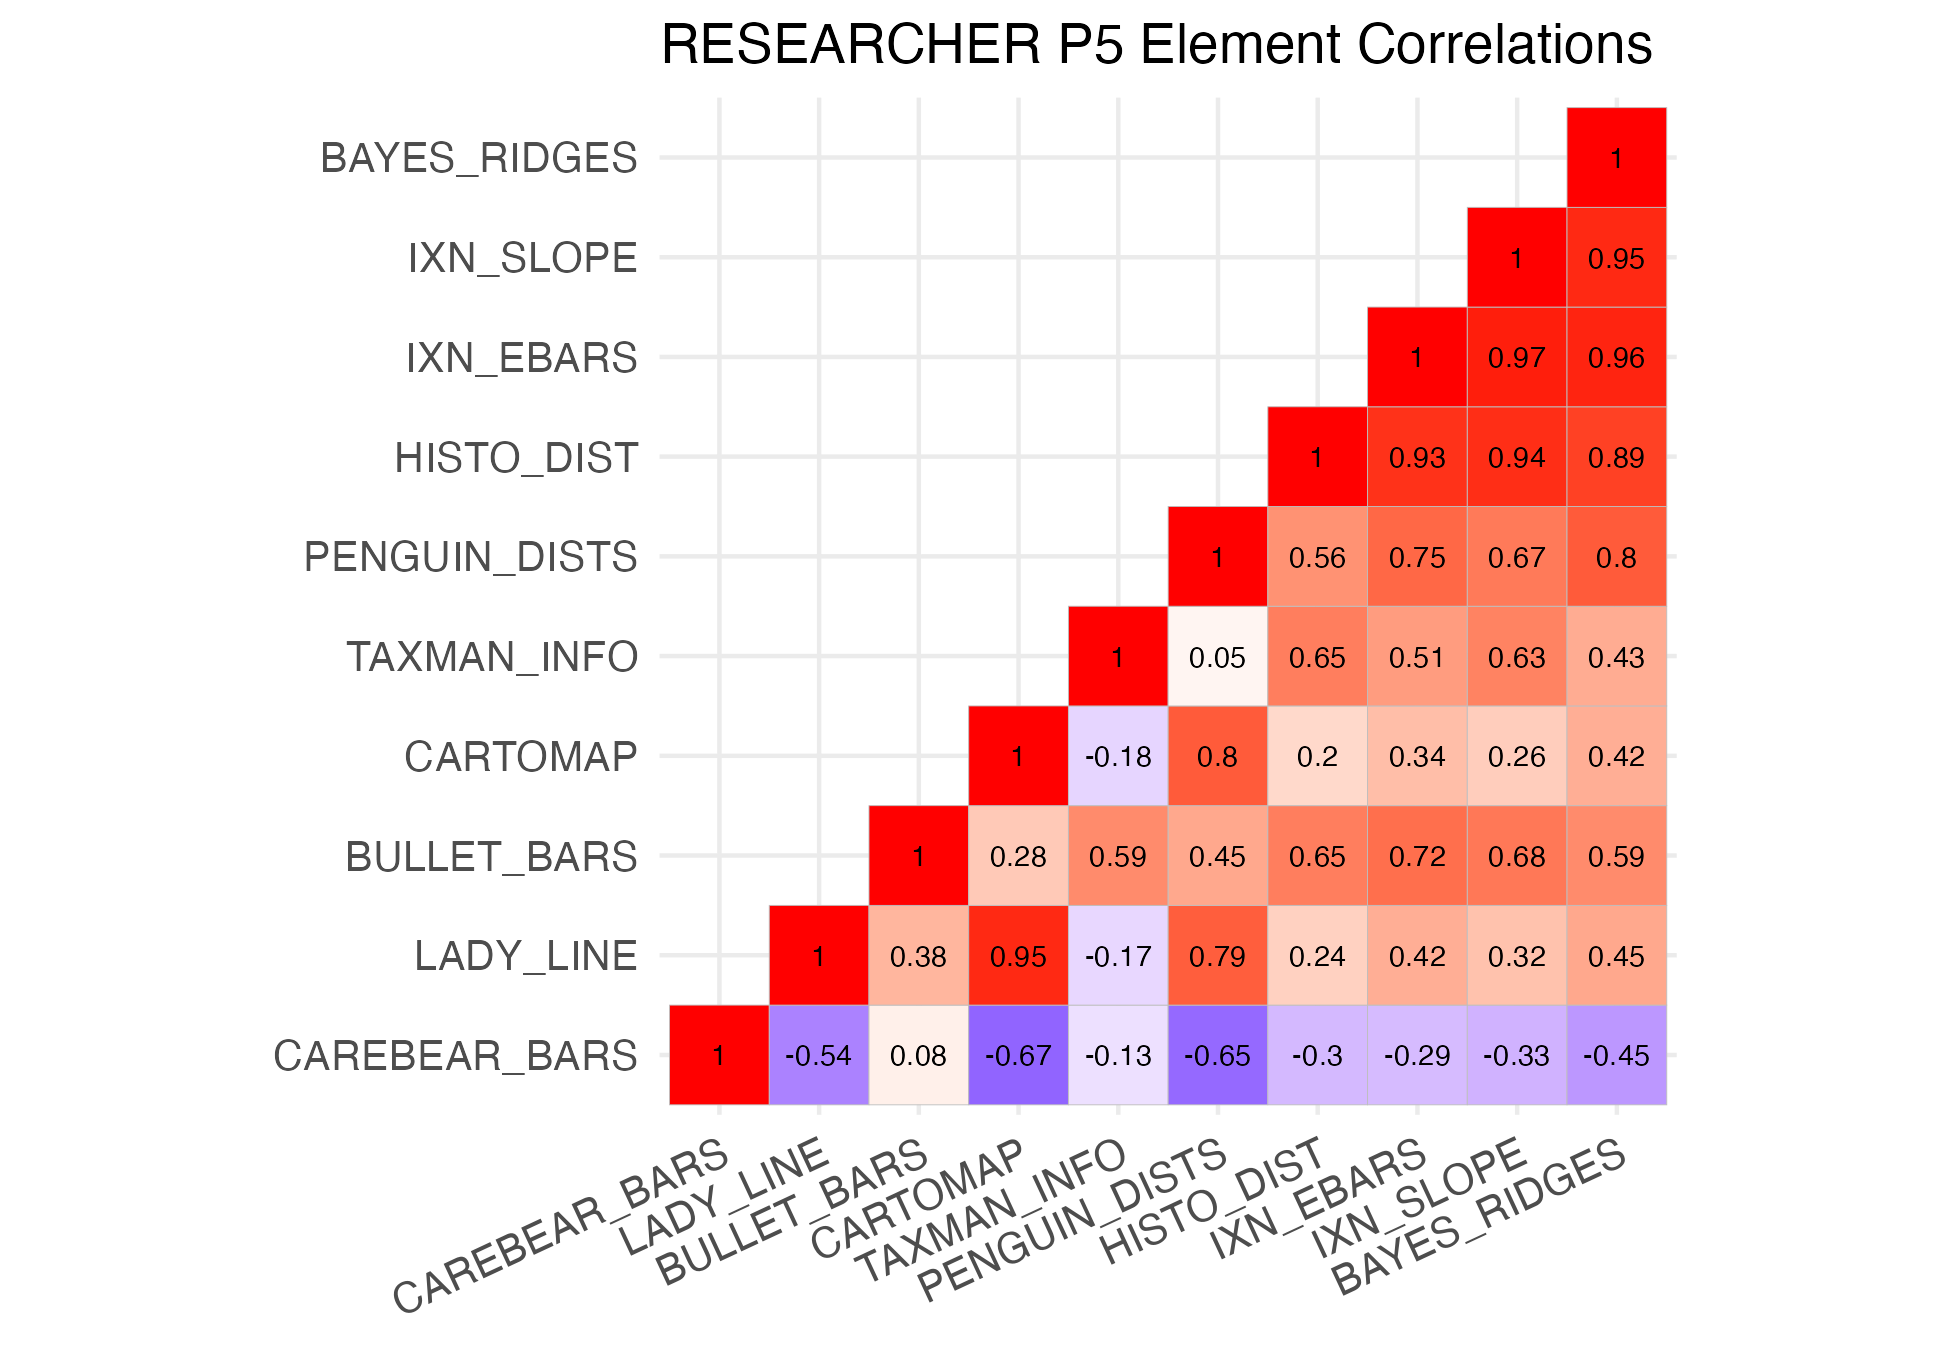 RESEARCHER P5 Element Correlations
BAYES_RIDGES 1
IXN_SLOPE 1 0.95
IXN_EBARS 1 0.97 0.96
HISTO_DIST 1 0.93 0.94 0.89
PENGUIN_DISTS 1 0.56 0.75 0.67 0.8
TAXMAN_INFO 1 0.05 0.65 0.51 0.63 0.43
CARTOMAP 1 -0.18 0.8 0.2 0.34 0.26 0.42
BULLET_BARS 1 0.28 0.59 0.45 0.65 0.72 0.68 0.59
LADY_LINE 1 0.38 0.95 -0.17 0.79 0.24 0.42 0.32 0.45
CAREBEAR_BARS 1 -0.54 0.08 -0.67 -0.13 -0.65 -0.3 -0.29 -0.33 -0.45
CAREBEAR_BARS
LADY_LINE
BULLET_BARS
CARTOMAP
TAXMAN_INFO
PENGUIN_DISTS
HISTO_DIST
IXN_EBARS
IXN_SLOPE
BAYES_RIDGES